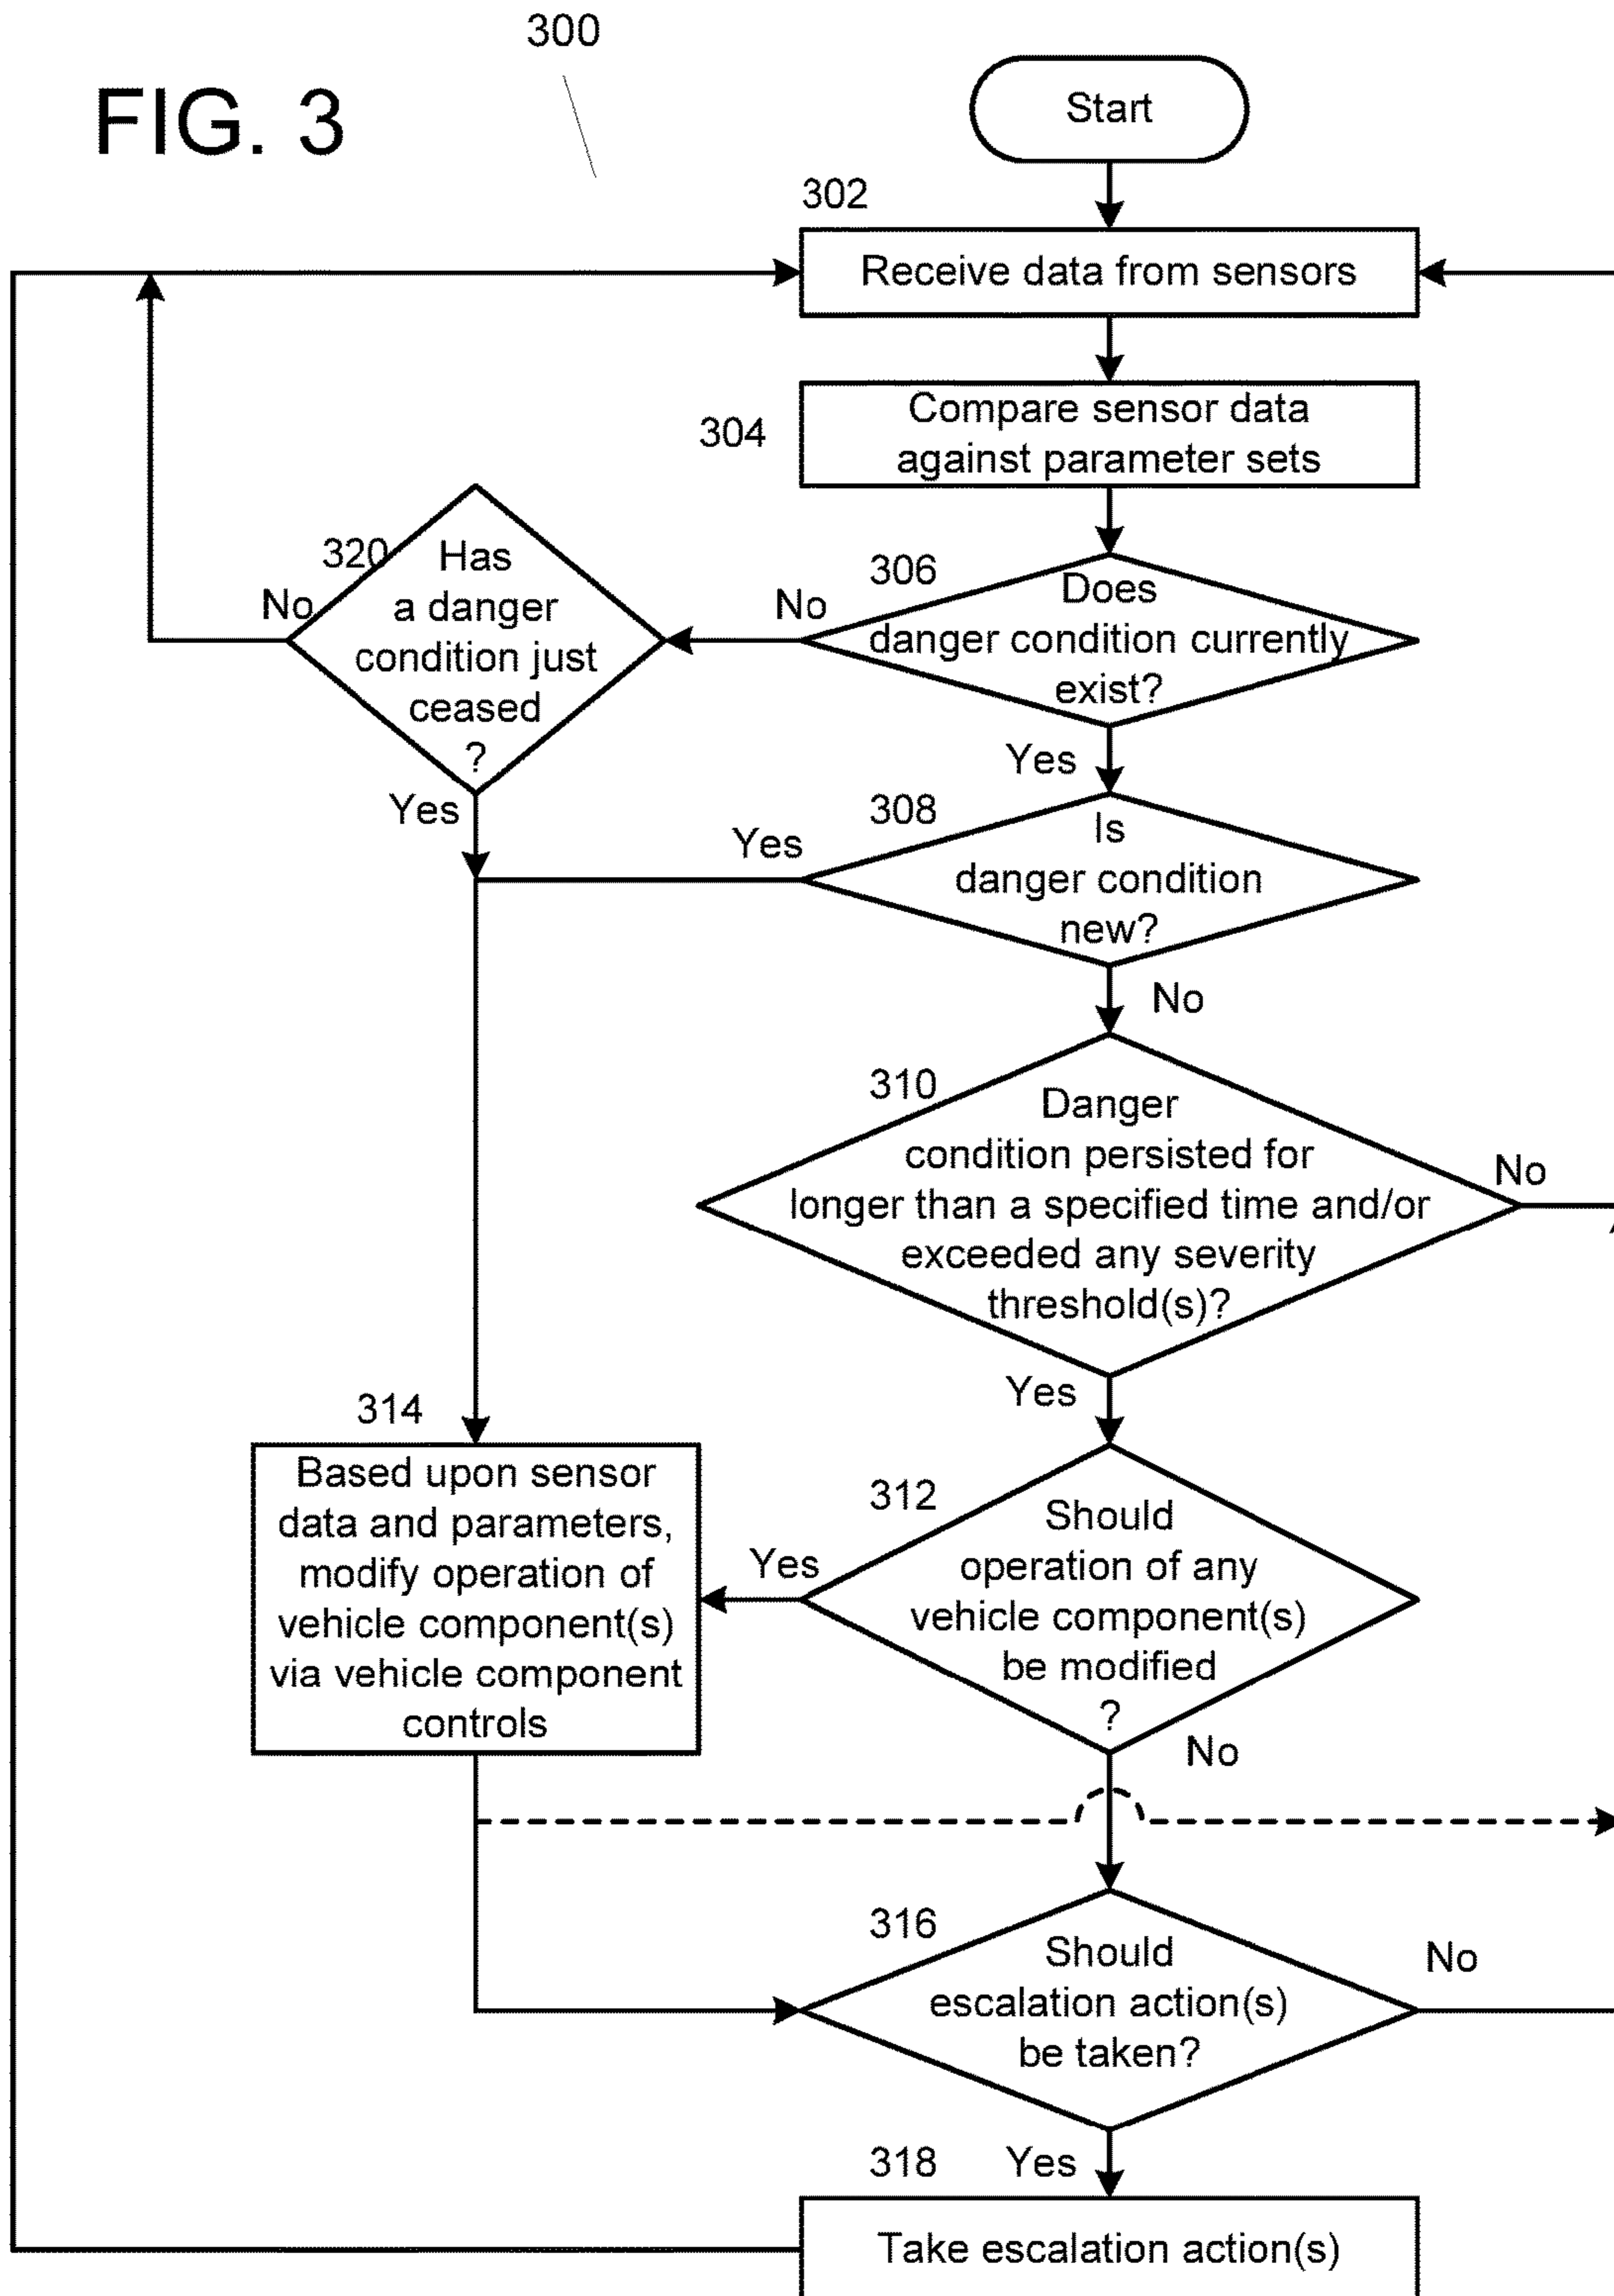 300
FIG. 3
Start
302
Receive data from sensors
304
Compare sensor data
against parameter sets
320
Has
a danger
condition just
ceased
?
No
Yes
306
Does
danger condition currently
exist?
No
Yes
308
Is
danger condition
new?
Yes
No
310
Danger
condition persisted for
longer than a specified time and/or
exceeded any severity
threshold(s)?
No
Yes
314
Based upon sensor
data and parameters,
modify operation of
vehicle component(s)
via vehicle component
controls
312
Should
operation of any
vehicle component(s)
be modified
?
Yes
No
316
Should
escalation action(s)
be taken?
No
Yes
318
Take escalation action(s)